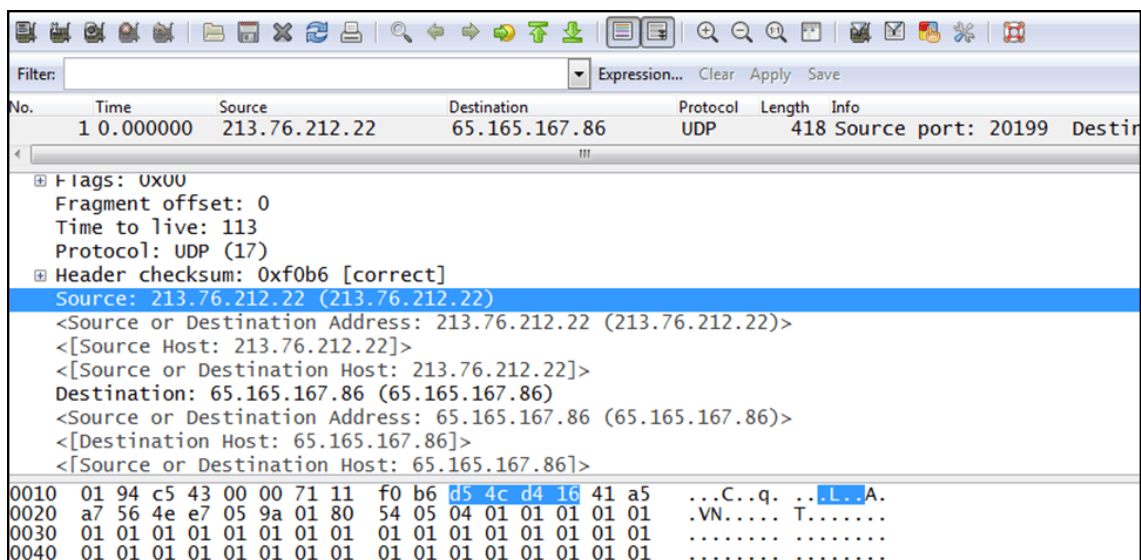 Filter: Expression... Clear Apply Save
No. Time Source Destination Protocol Length Info
1 0.000000 213.76.212.22 65.165.167.86 UDP 418 Source port: 20199 Destin
Flags: 0x00
Fragment offset: 0
Time to live: 113
Protocol: UDP (17)
Header checksum: 0xf0b6 [correct]
Source: 213.76.212.22 (213.76.212.22)
<Source or Destination Address: 213.76.212.22 (213.76.212.22)>
<[Source Host: 213.76.212.22]>
<[Source or Destination Host: 213.76.212.22]>
Destination: 65.165.167.86 (65.165.167.86)
<Source or Destination Address: 65.165.167.86 (65.165.167.86)>
<[Destination Host: 65.165.167.86]>
<[Source or Destination Host: 65.165.167.86]>
0010 01 94 c5 43 00 00 71 11 f0 b6 d5 4c d4 16 41 a5 ...C..q. ...L..A.
0020 a7 56 4e e7 05 9a 01 80 54 05 04 01 01 01 01 01 .VN..... T.......
0030 01 01 01 01 01 01 01 01 01 01 01 01 01 01 01 01 ........ ........
0040 01 01 01 01 01 01 01 01 01 01 01 01 01 01 01 01 ........ ........